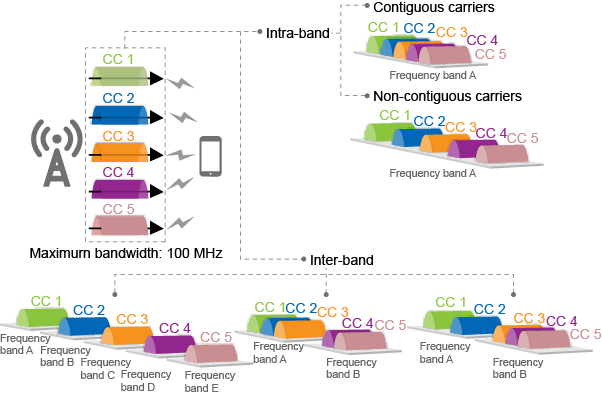 Contiguous carriers
CC 1
CC 2
CC 3
CC 4
CC 5
Frequency band A
Intra-band
Non-contiguous carriers
CC 1
CC 2
CC 3
CC 4
CC 5
Frequency band A
CC 1
CC 2
CC 3
CC 4
CC 5
Maximurn bandwidth: 100 MHz
Inter-band
CC 1
CC 2
CC 3
CC 4
CC 5
Frequency
band A
Frequency
band B
Frequency
band C
Frequency
band D
Frequency
band E
CC 1
CC 2
CC 3
CC 4
CC 5
Frequency
band A
Frequency
band B
CC 1
CC 2
CC 3
CC 4
CC 5
Frequency
band A
Frequency
band B